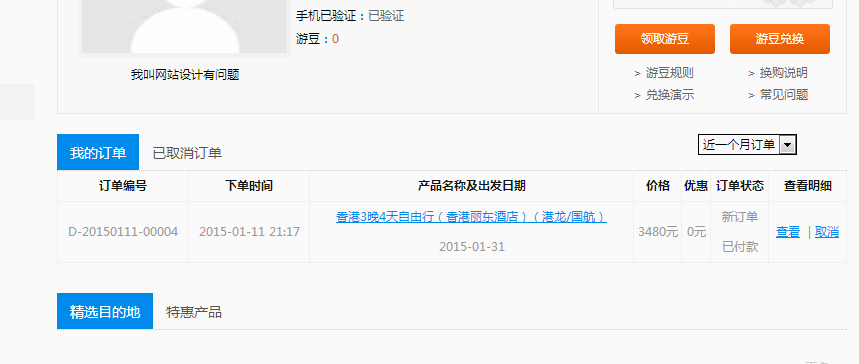 手机已验证：已验证
游豆：0
我叫网站设计有问题
领取游豆 游豆兑换
> 游豆规则 > 换购说明
> 兑换演示 > 常见问题
我的订单 已取消订单 近一个月订单
订单编号 下单时间 产品名称及出发日期 价格 优惠 订单状态 查看明细
D-20150111-00004 2015-01-11 21:17 香港3晚4天自由行（香港丽东酒店）（港龙/国航） 2015-01-31 3480元 0元 新订单 已付款 查看 | 取消
精选目的地 特惠产品